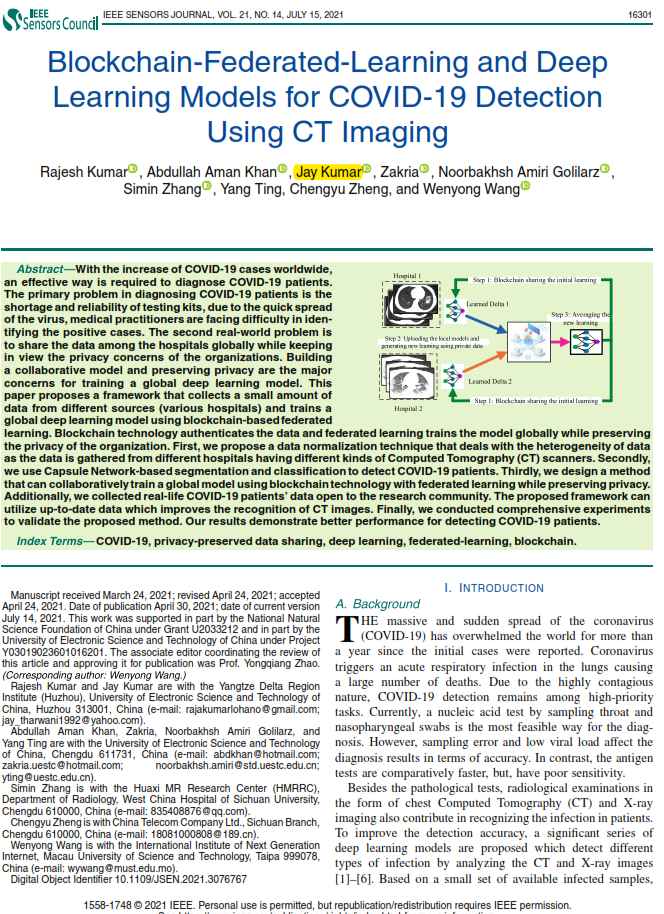 IEEE
Sensors Council
IEEE SENSORS JOURNAL, VOL. 21, NO. 14, JULY 15, 2021
16301
Blockchain-Federated-Learning and Deep
Learning Models for COVID-19 Detection
Using CT Imaging
Rajesh Kumar, Abdullah Aman Khan, Jay Kumar, Zakria, Noorbakhsh Amiri Golilarz,
Simin Zhang, Yang Ting, Chengyu Zheng, and Wenyong Wang
Abstract—With the increase of COVID-19 cases worldwide,
an effective way is required to diagnose COVID-19 patients.
The primary problem in diagnosing COVID-19 patients is the
shortage and reliability of testing kits, due to the quick spread
of the virus, medical practitioners are facing difficulty in iden-
tifying the positive cases. The second real-world problem is
to share the data among the hospitals globally while keeping
in view the privacy concerns of the organizations. Building
a collaborative model and preserving privacy are the major
concerns for training a global deep learning model. This
paper proposes a framework that collects a small amount of
data from different sources (various hospitals) and trains a
global deep learning model using blockchain-based federated
learning. Blockchain technology authenticates the data and federated learning trains the model globally while preserving
the privacy of the organization. First, we propose a data normalization technique that deals with the heterogeneity of data
as the data is gathered from different hospitals having different kinds of Computed Tomography (CT) scanners. Secondly,
we use Capsule Network-based segmentation and classification to detect COVID-19 patients. Thirdly, we design a method
that can collaboratively train a global model using blockchain technology with federated learning while preserving privacy.
Additionally, we collected real-life COVID-19 patients' data open to the research community. The proposed framework can
utilize up-to-date data which improves the recognition of CT images. Finally, we conducted comprehensive experiments
to validate the proposed method. Our results demonstrate better performance for detecting COVID-19 patients.
Hospital 1
Step 1: Blockchain sharing the initial learning
Learned Delta 1
Step 3: Averaging the
new learning
Step 2: Uploading the local models and
generating new learning using private data
Learned Delta 2
Step 1: Blockchain sharing the initial learning
Hospital 2
Index Terms—COVID-19, privacy-preserved data sharing, deep learning, federated-learning, blockchain.
Manuscript received March 24, 2021; revised April 24, 2021; accepted
April 24, 2021. Date of publication April 30, 2021; date of current version
July 14, 2021. This work was supported in part by the National Natural
Science Foundation of China under Grant U2033212 and in part by the
University of Electronic Science and Technology of China under Project
Y03019023601016201. The associate editor coordinating the review of
this article and approving it for publication was Prof. Yongqiang Zhao.
(Corresponding author: Wenyong Wang.)
Rajesh Kumar and Jay Kumar are with the Yangtze Delta Region
Institute (Huzhou), University of Electronic Science and Technology of
China, Huzhou 313001, China (e-mail: rajakumarlohano@gmail.com;
jay_tharwani1992@yahoo.com).
Abdullah Aman Khan, Zakria, Noorbakhsh Amiri Golilarz, and
Yang Ting are with the University of Electronic Science and Technology
of China, Chengdu 611731, China (e-mail: abdkhan@hotmail.com;
zakria.uestc@hotmail.com; noorbakhsh.amiri@std.uestc.edu.cn;
yting@uestc.edu.cn).
Simin Zhang is with the Huaxi MR Research Center (HMRRC),
Department of Radiology, West China Hospital of Sichuan University,
Chengdu 610000, China (e-mail: 835408876@qq.com).
Chengyu Zheng is with China Telecom Company Ltd., Sichuan Branch,
Chengdu 610000, China (e-mail: 18081000808@189.cn).
Wenyong Wang is with the International Institute of Next Generation
Internet, Macau University of Science and Technology, Taipa 999078,
China (e-mail: wywang@must.edu.mo).
Digital Object Identifier 10.1109/JSEN.2021.3076767
I. INTRODUCTION
A. Background
THE massive and sudden spread of the coronavirus
(COVID-19) has overwhelmed the world for more than
a year since the initial cases were reported. Coronavirus
triggers an acute respiratory infection in the lungs causing
a large number of deaths. Due to the highly contagious
nature, COVID-19 detection remains among high-priority
tasks. Currently, a nucleic acid test by sampling throat and
nasopharyngeal swabs is the most feasible way for the diag-
nosis. However, sampling error and low viral load affect the
diagnosis results in terms of accuracy. In contrast, the antigen
tests are comparatively faster, but, have poor sensitivity.
Besides the pathological tests, radiological examinations in
the form of chest Computed Tomography (CT) and X-ray
imaging also contribute in recognizing the infection in patients.
To improve the detection accuracy, a significant series of
deep learning models are proposed which detect different
types of infection by analyzing the CT and X-ray images
[1]–[6]. Based on a small set of available infected samples,
1558-1748 © 2021 IEEE. Personal use is permitted, but republication/redistribution requires IEEE permission.